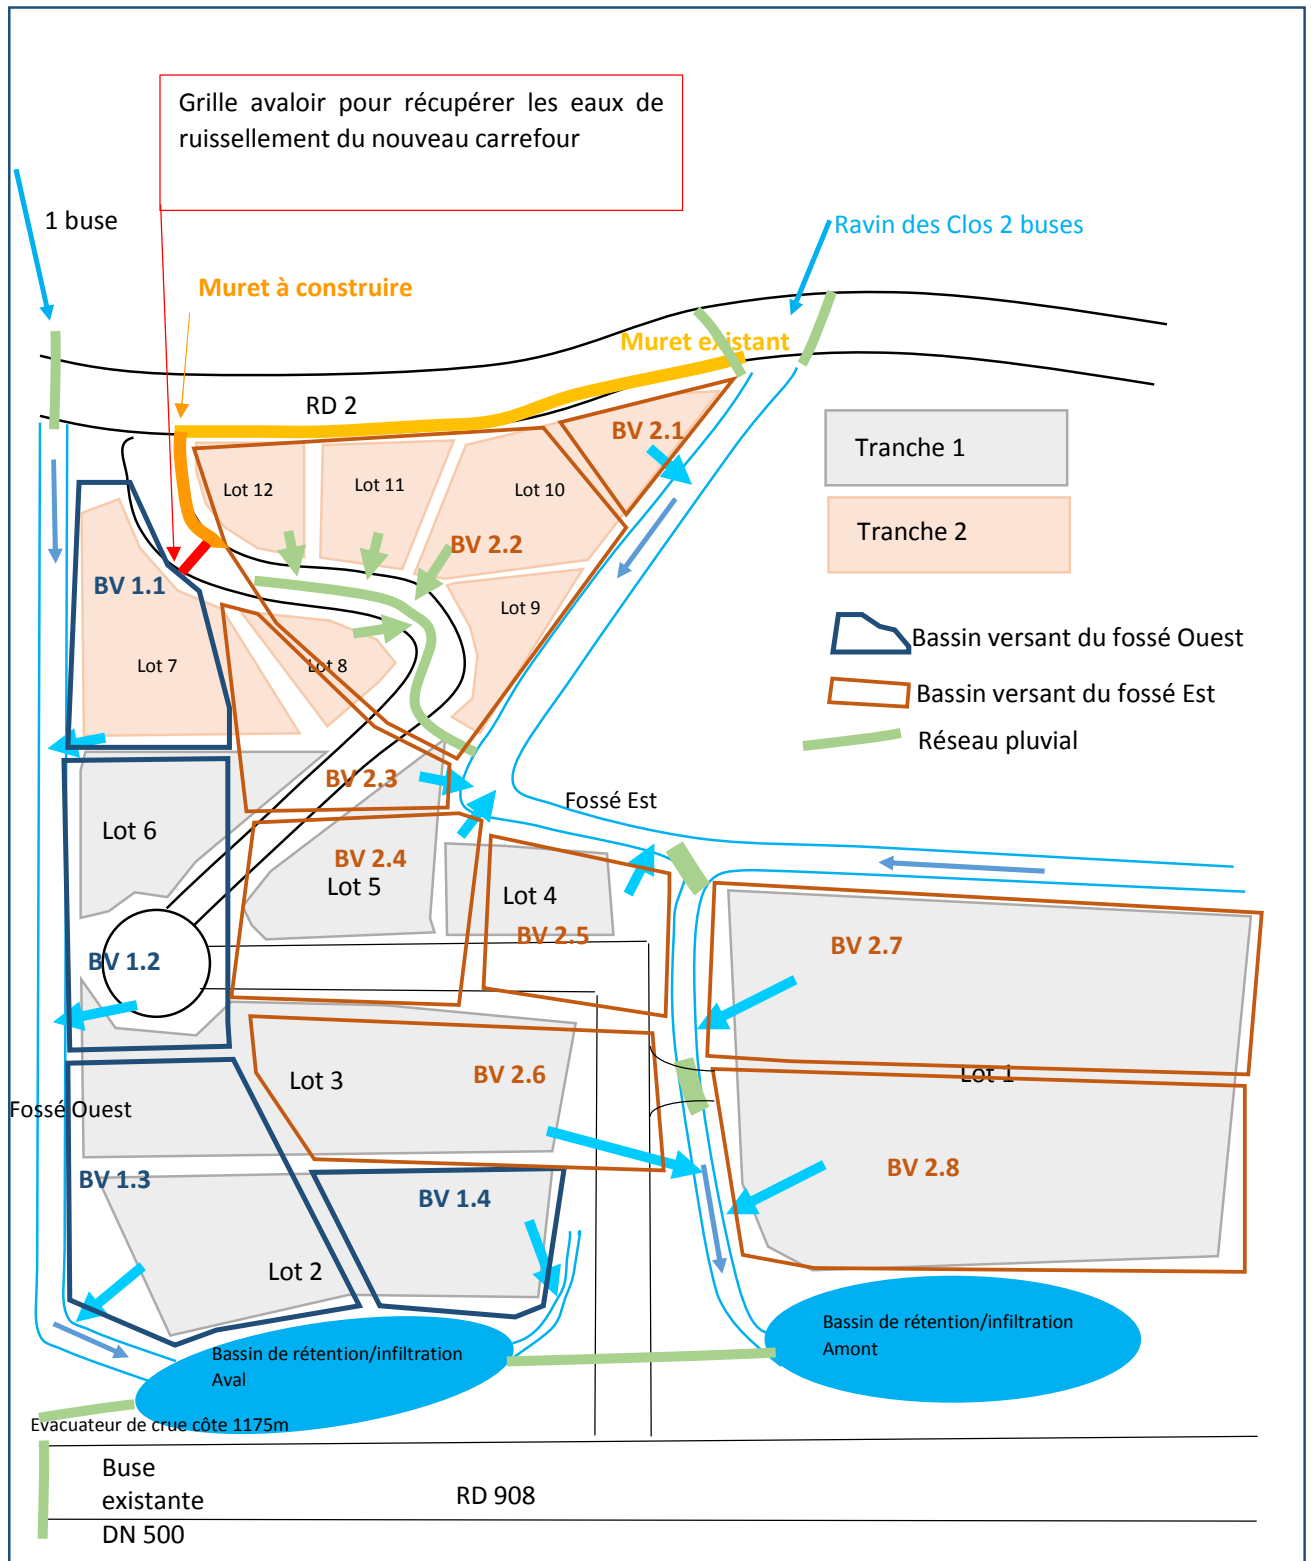 Grille avaloir pour récupérer les eaux de
ruissellement du nouveau carrefour
1 buse
Ravin des Clos 2 buses
Muret à construire
Muret existant
RD 2
BV 2.1
Tranche 1
Lot 12
Lot 11
Lot 10
Tranche 2
BV 2.2
BV 1.1
Lot 9
Bassin versant du fossé Ouest
Lot 7
Lot 8
Bassin versant du fossé Est
Réseau pluvial
BV 2.3
Fossé Est
Lot 6
BV 2.4
Lot 5
Lot 4
BV 2.5
BV 2.7
BV 1.2
Lot 3
BV 2.6
Lot 1
Fossé Ouest
BV 1.3
BV 1.4
BV 2.8
Lot 2
Bassin de rétention/infiltration
Amont
Bassin de rétention/infiltration
Aval
Evacuateur de crue côte 1175m
Buse
existante
DN 500
RD 908